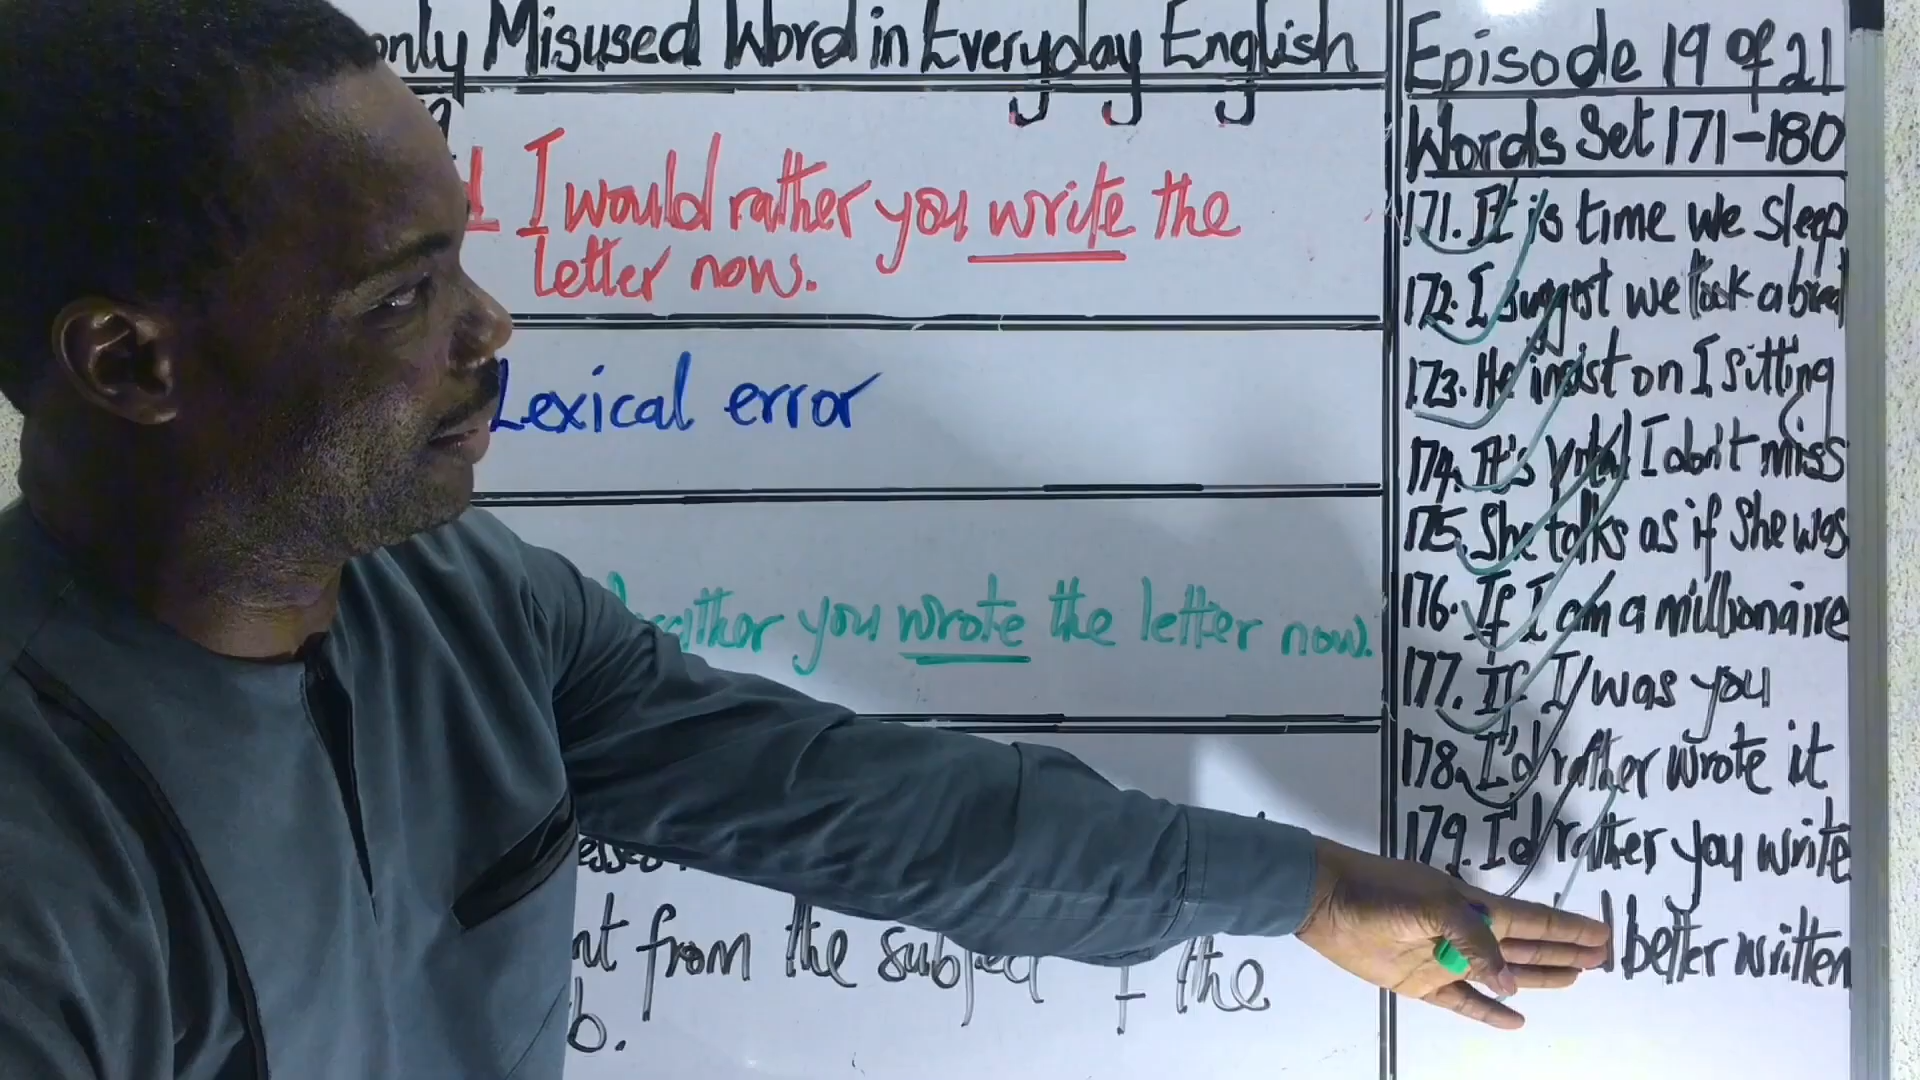 only Misused Word in Everyday English
I would rather you write the
letter now.
Lexical error
rather you wrote the letter now.
nt from the subject + the
b.
Episode 19 of 21
Words Set 171-180
171. It is time we sleep
172. I suggest we took a
173. He insist on I sitting
174. It's vital I don't miss
175. She talks as if she was
176. If I am a millionaire
177. If I was you
178. I'd rather wrote it
179. I'd rather you write
better written